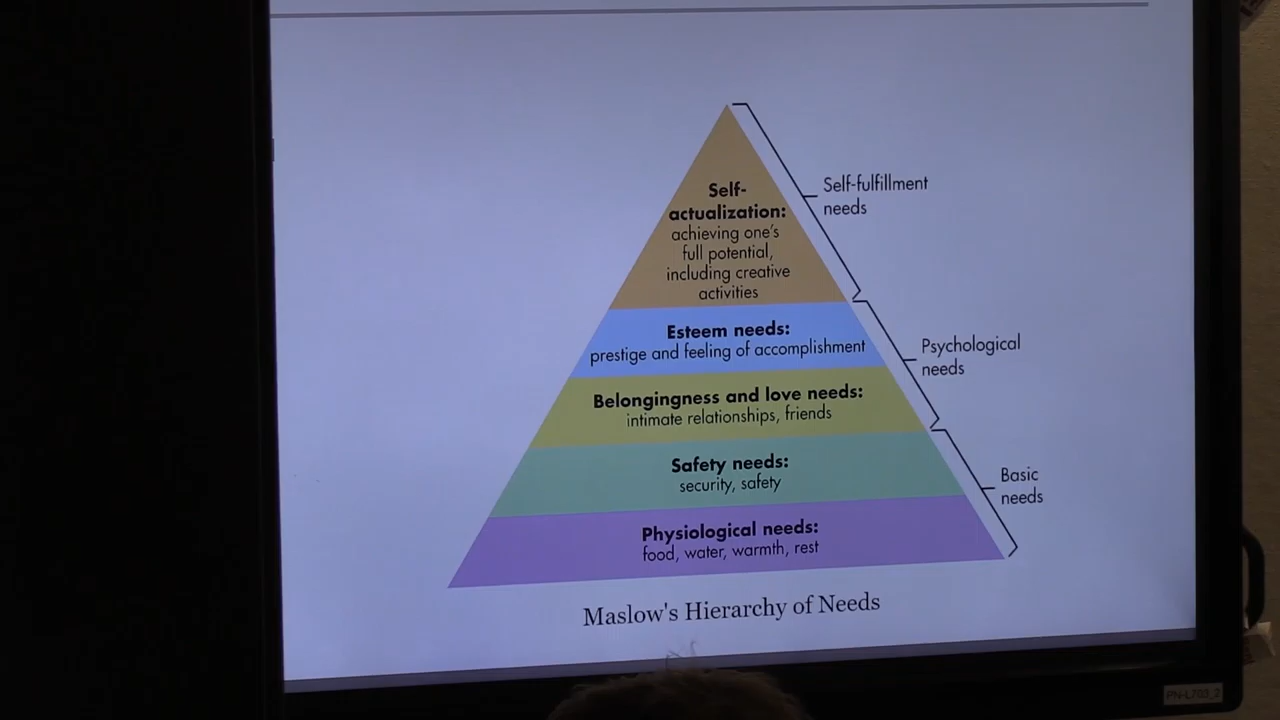 Self-
actualization:
achieving one's
full potential,
including creative
activities
Self-fulfillment
needs
Esteem needs:
prestige and feeling of accomplishment
Psychological
needs
Belongingness and love needs:
intimate relationships, friends
Safety needs:
security, safety
Basic
needs
Physiological needs:
food, water, warmth, rest
Maslow's Hierarchy of Needs
PN-L703_2